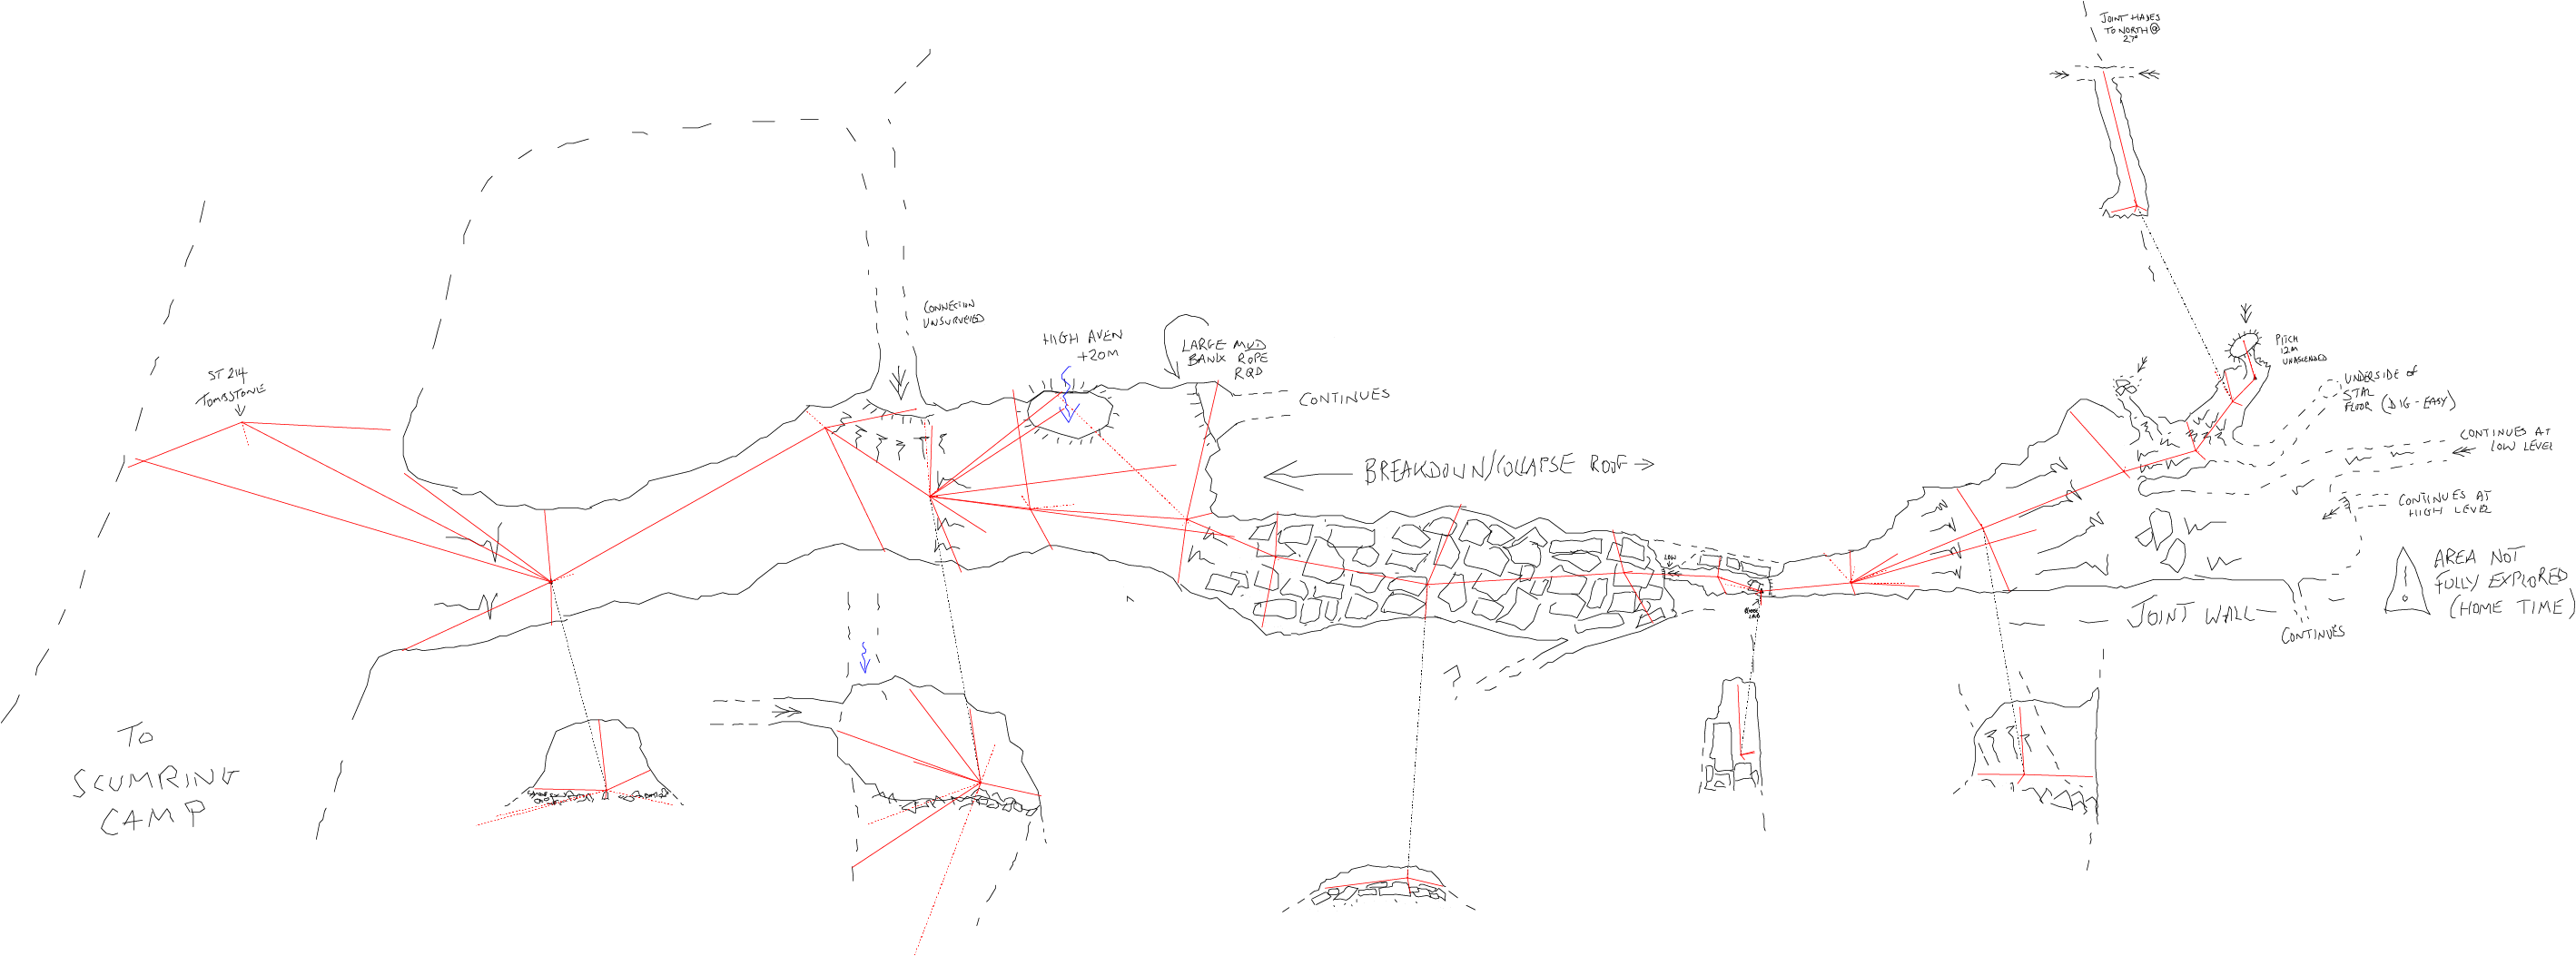 JOINT HADES
TO NORTH @
27°
CONNECTION
UNSURVEYED
HIGH AVEN
+20M
LARGE MUD
BANK ROPE
RQD
CONTINUES
PITCH
12M
UNASCENDED
ST 214
TOMBSTONE
UNDERSIDE OF
STAL
FLOOR (DIG-EASY)
BREAKDOWN/COLLAPSE ROOF
CONTINUES AT
LOW LEVEL
CONTINUES AT
HIGH LEVEL
LOW
AREA NOT
FULLY EXPLORED
(HOME TIME)
JOINT WALL
CONTINUES
?
TO
SCUMRING
CAMP